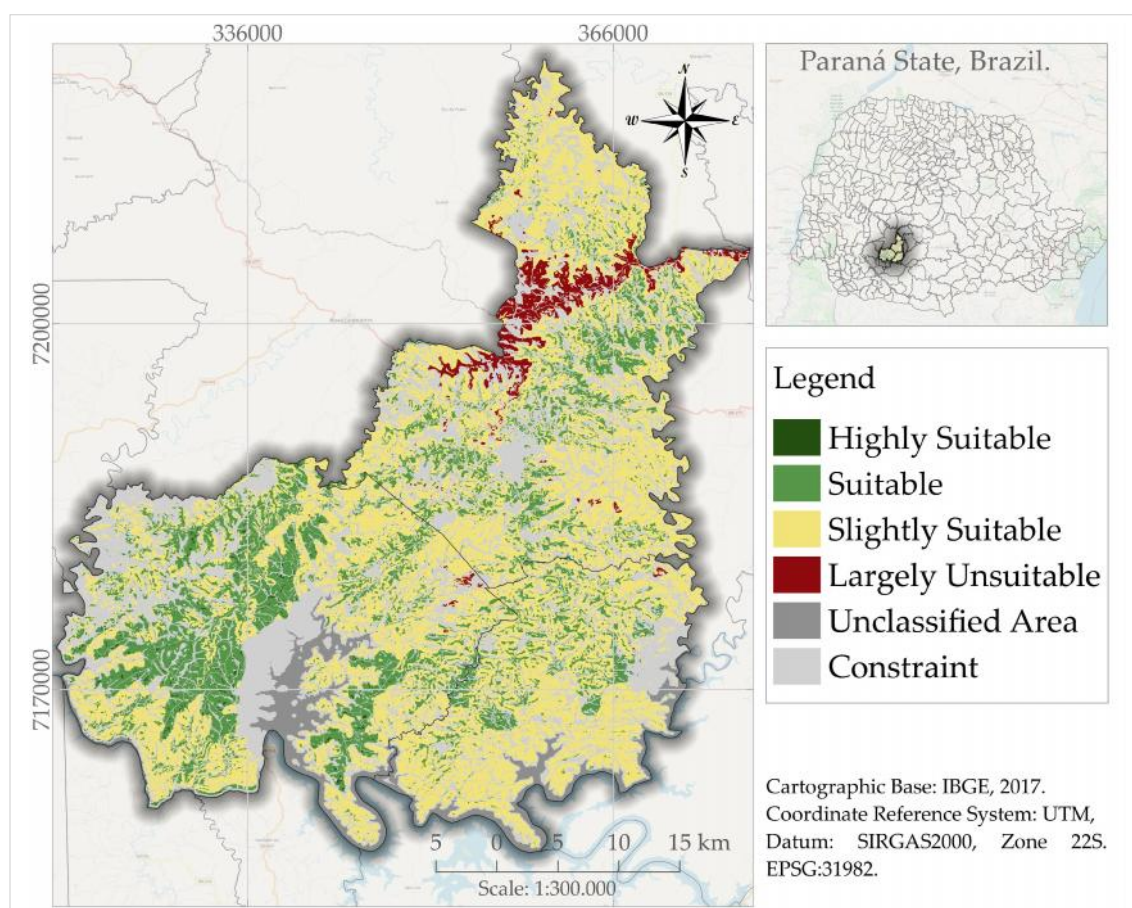 336000
366000
7200000
7170000
N
W
E
S
5 0 5 10 15 km
Scale: 1:300.000
Paraná State, Brazil.
Legend
Highly Suitable
Suitable
Slightly Suitable
Largely Unsuitable
Unclassified Area
Constraint
Cartographic Base: IBGE, 2017.
Coordinate Reference System: UTM,
Datum: SIRGAS2000, Zone 22S.
EPSG:31982.